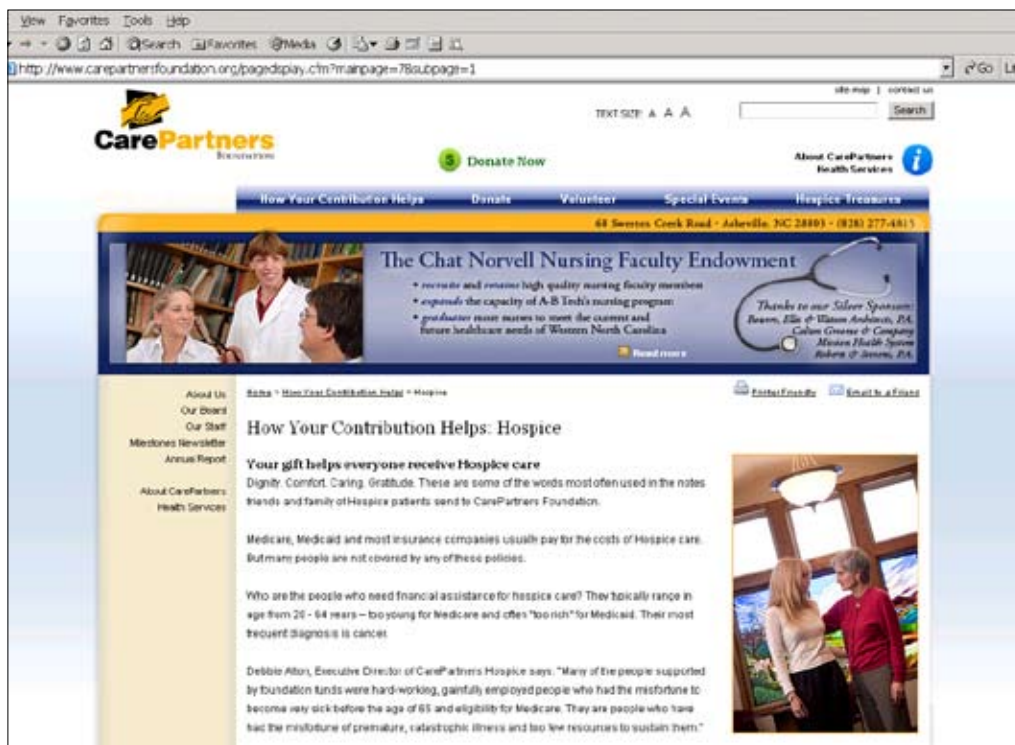 View Favorites Tools Help
Search Favorites Media
http://www.carepartnersfoundation.org/pagedsplay.cfm?mainpage=7&subpage=1
Go
site map | contact us
TEXT SIZE A A A
Search
CarePartners
FOUNDATION
$ Donate Now
About CarePartners
Health Services
i
How Your Contribution Helps Donate Volunteer Special Events Hospice Treasures
68 Sweeten Creek Road · Asheville, NC 28803 · (828) 277-4815
The Chat Norvell Nursing Faculty Endowment
• recruits and retains high quality nursing faculty members
• expands the capacity of A-B Tech's nursing program
• graduates more nurses to meet the current and
future healthcare needs of Western North Carolina
Read more
Thanks to our Silver Sponsors:
Bowers, Ellis & Watson Architects, P.A.
Greene & Company
Mission Health System
Roberts & Stevens, P.A.
About Us
Our Board
Our Staff
Milestones Newsletter
Annual Report
About CarePartners
Health Services
Home > How Your Contribution Helps > Hospice
Printer Friendly Email to a Friend
How Your Contribution Helps: Hospice
Your gift helps everyone receive Hospice care
Dignity. Comfort. Caring. Gratitude. These are some of the words most often used in the notes
friends and family of Hospice patients send to CarePartners Foundation.
Medicare, Medicaid and most insurance companies usually pay for the costs of Hospice care.
But many people are not covered by any of these policies.
Who are the people who need financial assistance for hospice care? They typically range in
age from 20 - 64 years – too young for Medicare and often "too rich" for Medicaid. Their most
frequent diagnosis is cancer.
Debbie Alton, Executive Director of CarePartners Hospice says: "Many of the people supported
by foundation funds were hard-working, gainfully employed people who had the misfortune to
become very sick before the age of 65 and eligibility for Medicare. They are people who have
had the misfortune of premature, catastrophic illness and too few resources to sustain them."